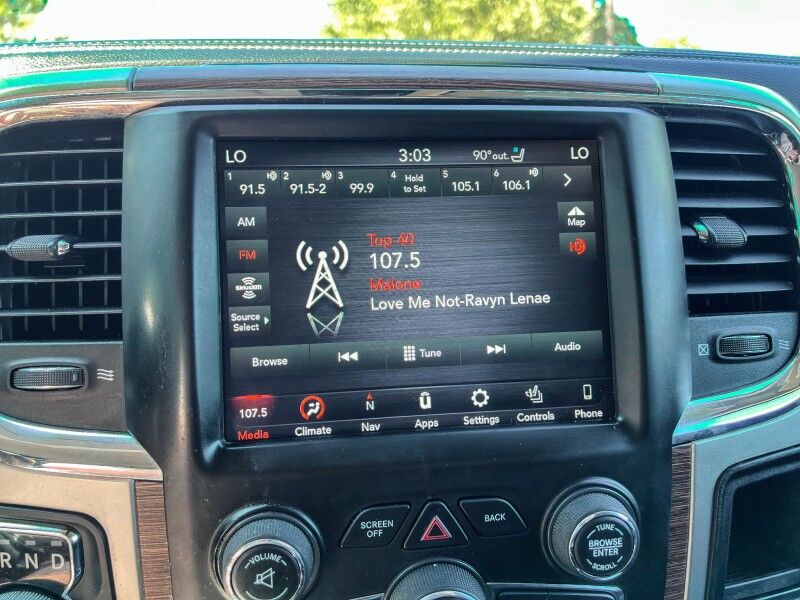 LO 3:03 90°out. LO
1 2 3 4 5 6
91.5 91.5-2 99.9 Hold 105.1 106.1
to Set
AM
FM
SiriusXM
Source
Select
Top 40
107.5
Malone
Love Me Not-Ravyn Lenae
Map
Browse Tune Audio
107.5 N
Media Climate Nav Apps Settings Controls Phone
SCREEN
OFF
BACK
VOLUME
TUNE
BROWSE
ENTER
SCROLL
R N D